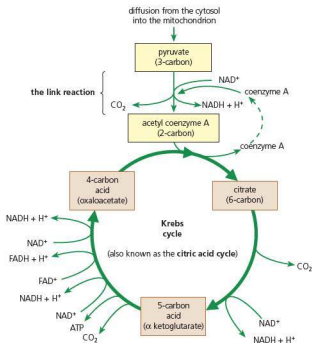 diffusion from the cytosol
into the mitochondrion
pyruvate
(3-carbon)
the link reaction
NAD⁺
coenzyme A
CO₂
NADH + H⁺
acetyl coenzyme A
(2-carbon)
coenzyme A
4-carbon
acid
(oxaloacetate)
citrate
(6-carbon)
NADH + H⁺
NAD⁺
FADH + H⁺
FAD⁺
NADH + H⁺
NAD⁺
ATP
CO₂
Krebs
cycle
(also known as the citric acid cycle)
CO₂
5-carbon
acid
(α ketoglutarate)
NAD⁺
NADH + H⁺